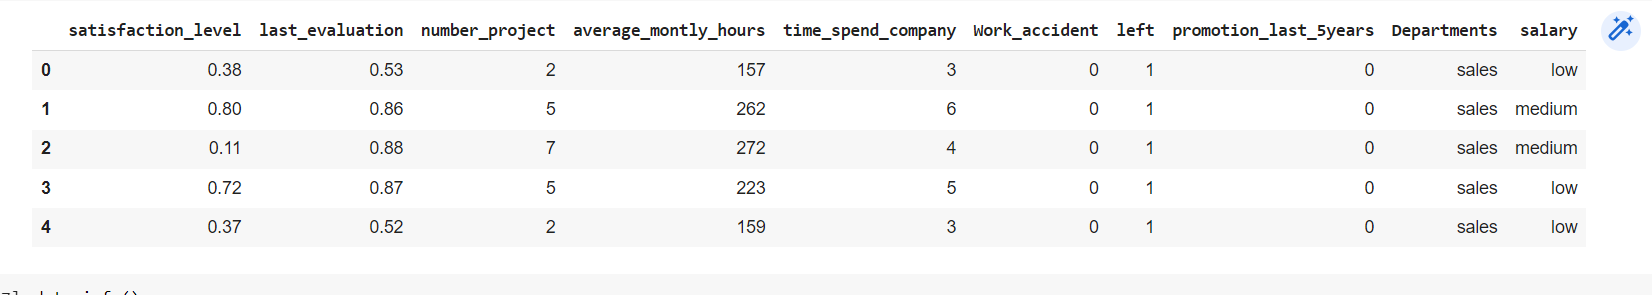 satisfaction_level last_evaluation number_project average_montly_hours time_spend_company Work_accident left promotion_last_5years Departments salary
0 0.38 0.53 2 157 3 0 1 0 sales low
1 0.80 0.86 5 262 6 0 1 0 sales medium
2 0.11 0.88 7 272 4 0 1 0 sales medium
3 0.72 0.87 5 223 5 0 1 0 sales low
4 0.37 0.52 2 159 3 0 1 0 sales low